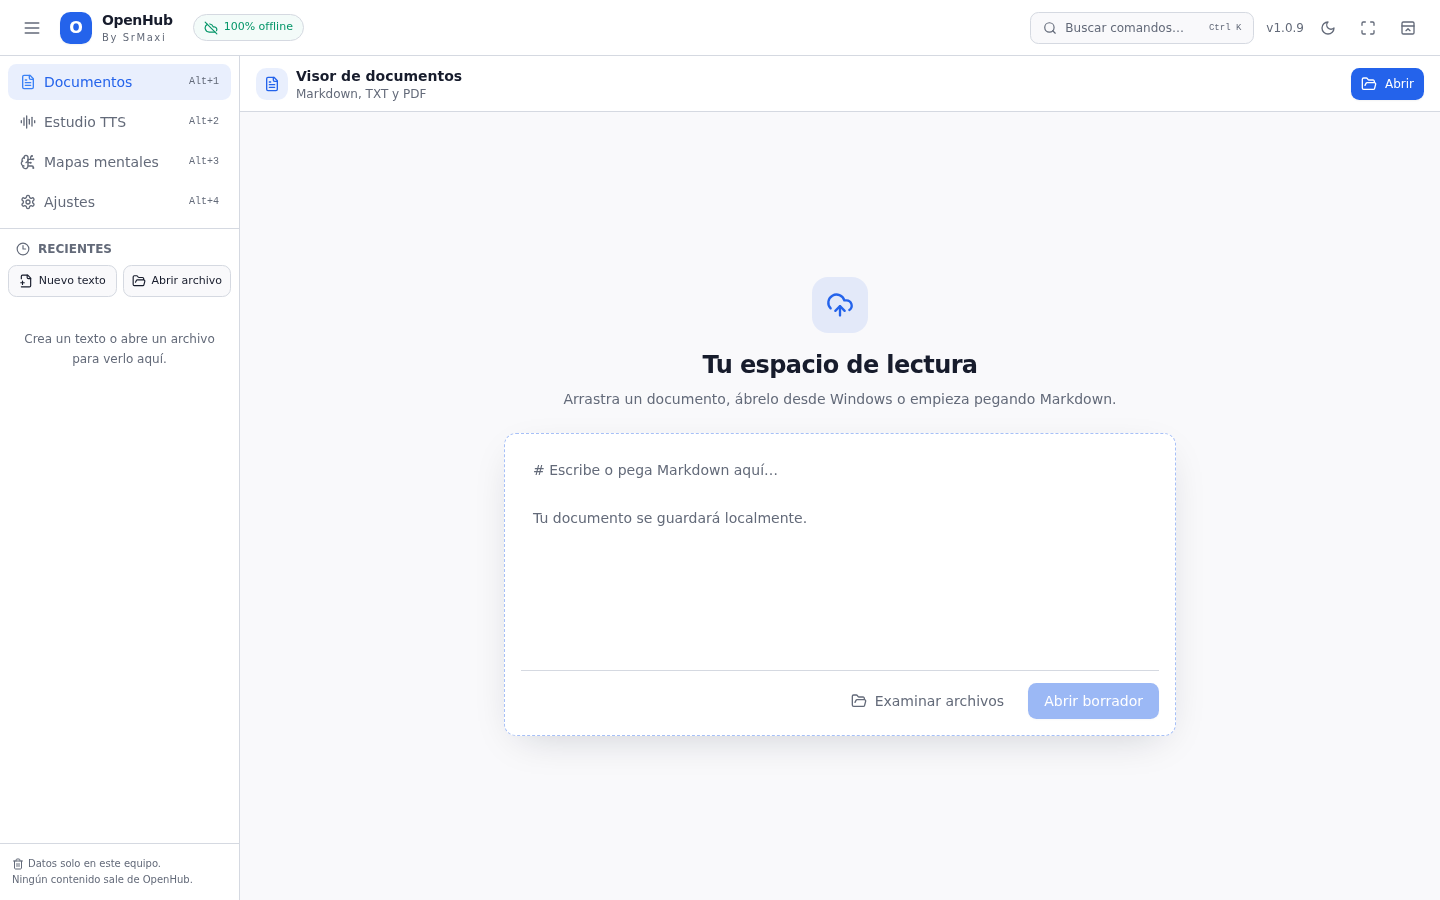 O
OpenHub
By SrMaxi
100% offline
Buscar comandos...
Ctrl K
v1.0.9
Documentos
Alt+1
Estudio TTS
Alt+2
Mapas mentales
Alt+3
Ajustes
Alt+4
RECIENTES
Nuevo texto
Abrir archivo
Crea un texto o abre un archivo
para verlo aquí.
Datos solo en este equipo.
Ningún contenido sale de OpenHub.
Visor de documentos
Markdown, TXT y PDF
Abrir
Tu espacio de lectura
Arrastra un documento, ábrelo desde Windows o empieza pegando Markdown.
# Escribe o pega Markdown aquí...
Tu documento se guardará localmente.
Examinar archivos
Abrir borrador